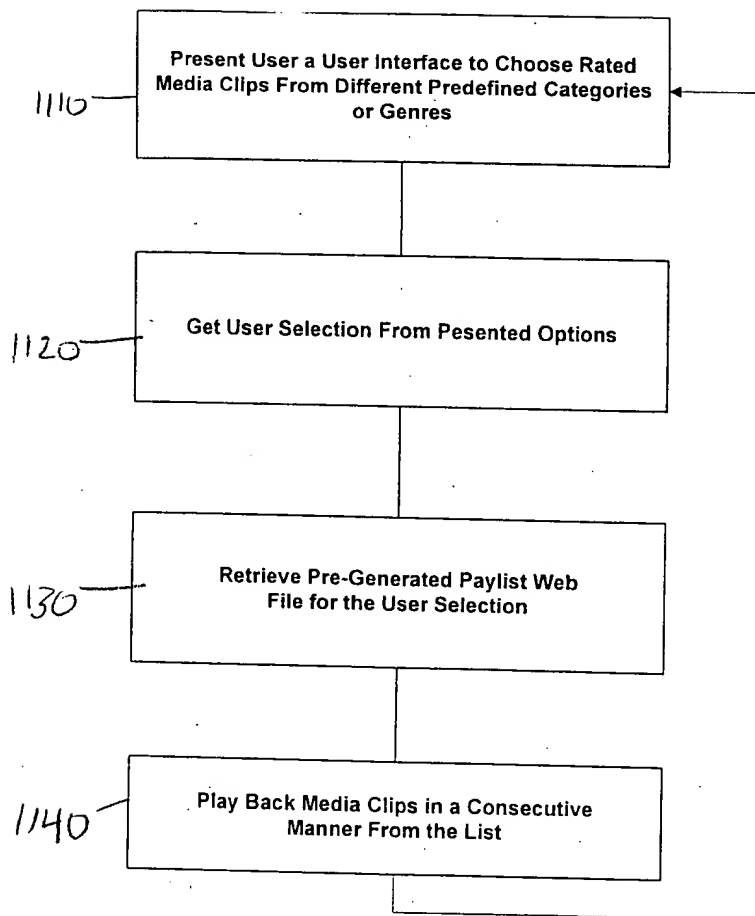 Present User a User Interface to Choose Rated
Media Clips From Different Predefined Categories
or Genres
1110
Get User Selection From Pesented Options
1120
Retrieve Pre-Generated Paylist Web
File for the User Selection
1130
Play Back Media Clips in a Consecutive
Manner From the List
1140